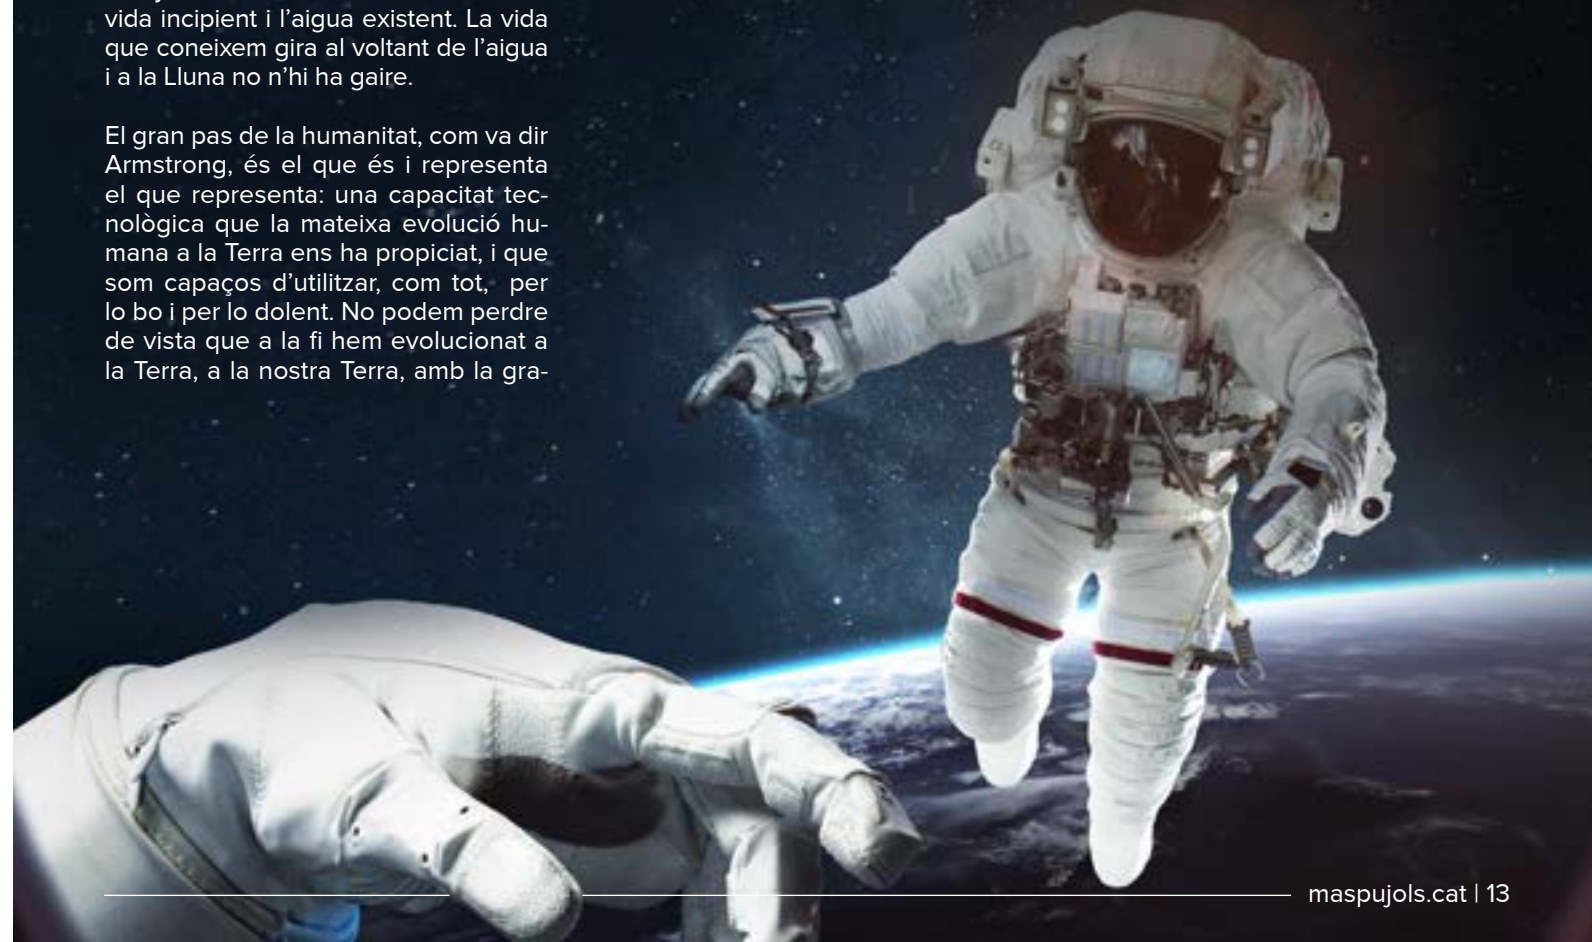 vida incipient i l’aigua existent. La vida
que coneixem gira al voltant de l’aigua
i a la Lluna no n’hi ha gaire.
El gran pas de la humanitat, com va dir
Armstrong, és el que és i representa
el que representa: una capacitat tec-
nològica que la mateixa evolució hu-
mana a la Terra ens ha propiciat, i que
som capaços d’utilitzar, com tot,  per
lo bo i per lo dolent. No podem perdre
de vista que a la fi hem evolucionat a
la Terra, a la nostra Terra, amb la gra-
maspujols.cat | 13